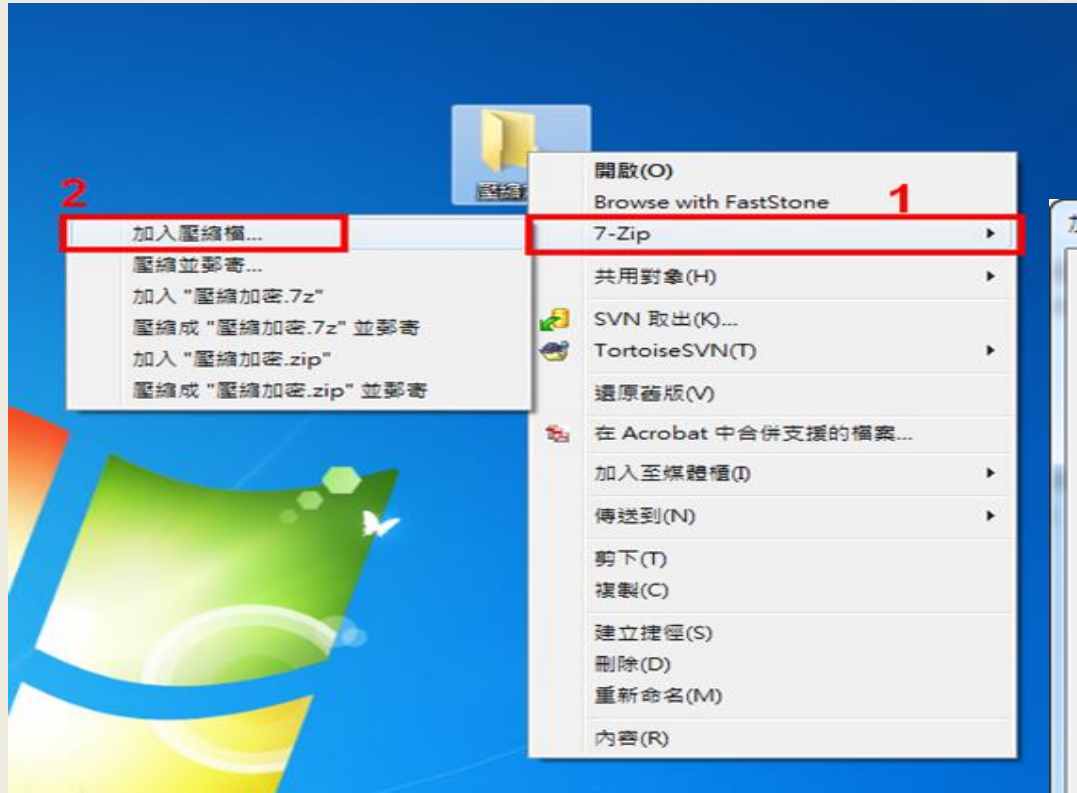 壓縮
開啟(O)
Browse with FastStone
1
7-Zip
共用對象(H)
SVN 取出(K)...
TortoiseSVN(T)
還原舊版(V)
在 Acrobat 中合併支援的檔案...
加入至媒體櫃(I)
傳送到(N)
剪下(T)
複製(C)
建立捷徑(S)
刪除(D)
重新命名(M)
內容(R)
2
加入壓縮檔...
壓縮並郵寄...
加入 "壓縮加密.7z"
壓縮成 "壓縮加密.7z" 並郵寄
加入 "壓縮加密.zip"
壓縮成 "壓縮加密.zip" 並郵寄